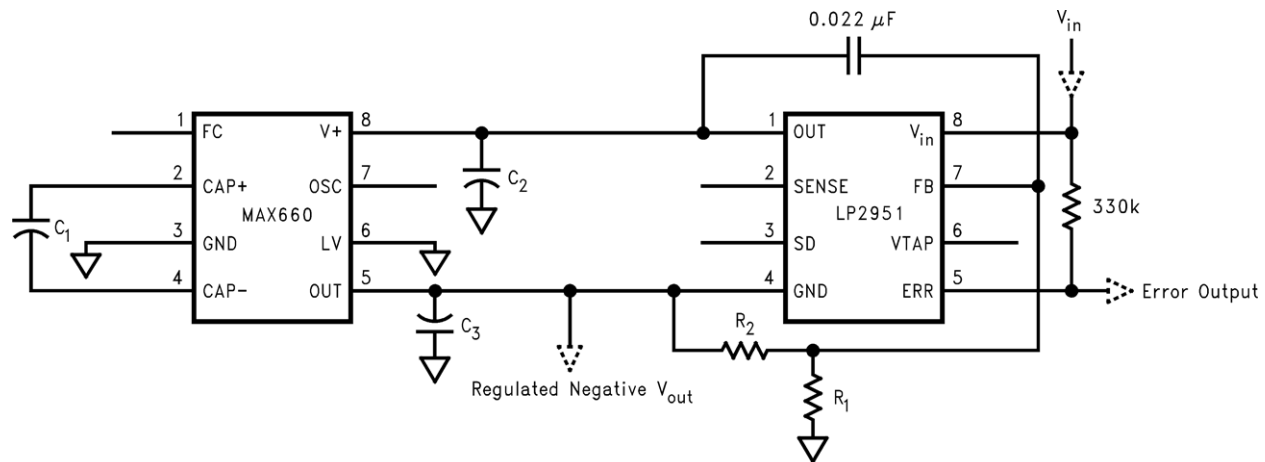 0.022 μF
Vin
1 FC V+ 8
2 CAP+ OSC 7
MAX660
3 GND LV 6
4 CAP- OUT 5
C1
C2
C3
1 OUT Vin 8
2 SENSE FB 7
LP2951
3 SD VTAP 6
4 GND ERR 5
330k
Error Output
R2
Regulated Negative Vout
R1